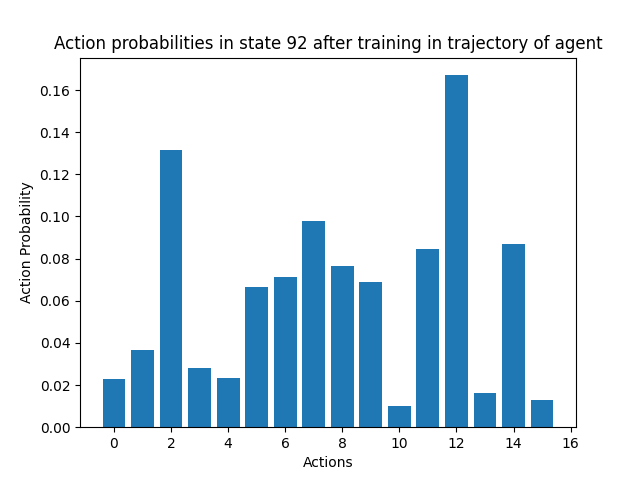 Action probabilities in state 92 after training in trajectory of agent
Action Probability
0.16
0.14
0.12
0.10
0.08
0.06
0.04
0.02
0.00
0 2 4 6 8 10 12 14 16
Actions